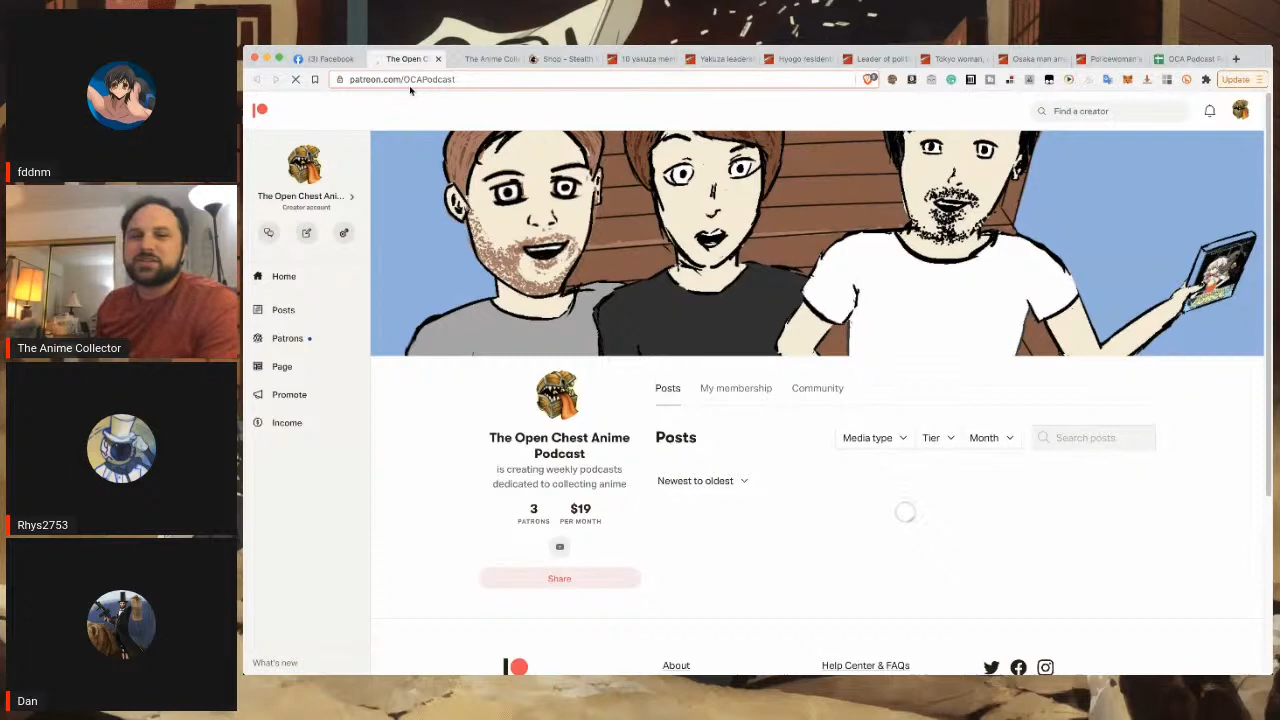 fddnm
The Anime Collector
Rhys2753
Dan
(3) Facebook
The Open C
The Anime Coll
Shop - Stealth
10 yakuza mem
Yakuza leaders
Hyogo resident
Leader of polit
Tokyo woman,
Osaka man arr
Policewoman's
OCA Podcast R
patreon.com/OCAPodcast
Update
Find a creator
The Open Chest Ani...
Creator account
Home
Posts
Patrons
Page
Promote
Income
What's new
The Open Chest Anime
Podcast
is creating weekly podcasts
dedicated to collecting anime
3 $19
PATRONS PER MONTH
Share
Posts My membership Community
Posts
Media type Tier Month Search posts
Newest to oldest
About
Help Center & FAQs